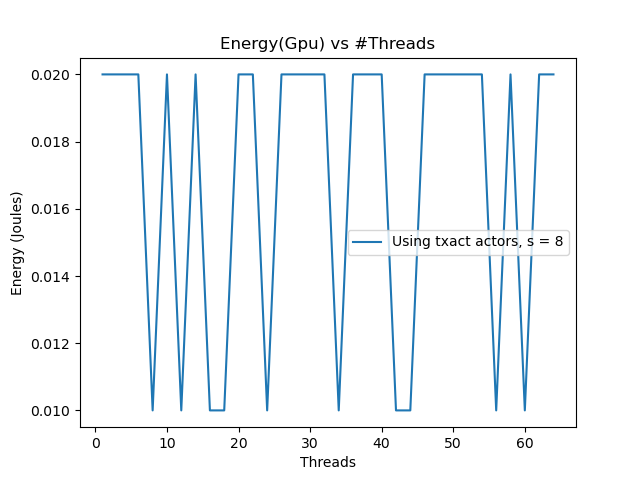 Energy(Gpu) vs #Threads
0.020
0.018
0.016
0.014
0.012
0.010
Energy (Joules)
Using txact actors, s = 8
0 10 20 30 40 50 60
Threads